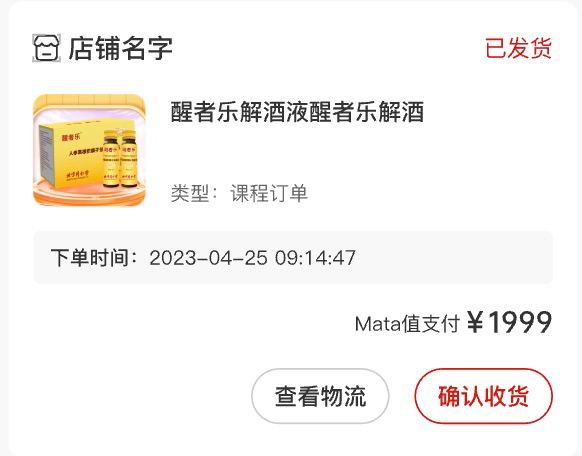 店铺名字
已发货
醒者乐解酒液醒者乐解酒
醒者乐
类型：课程订单
下单时间：2023-04-25 09:14:47
Mata值支付 ¥1999
查看物流
确认收货